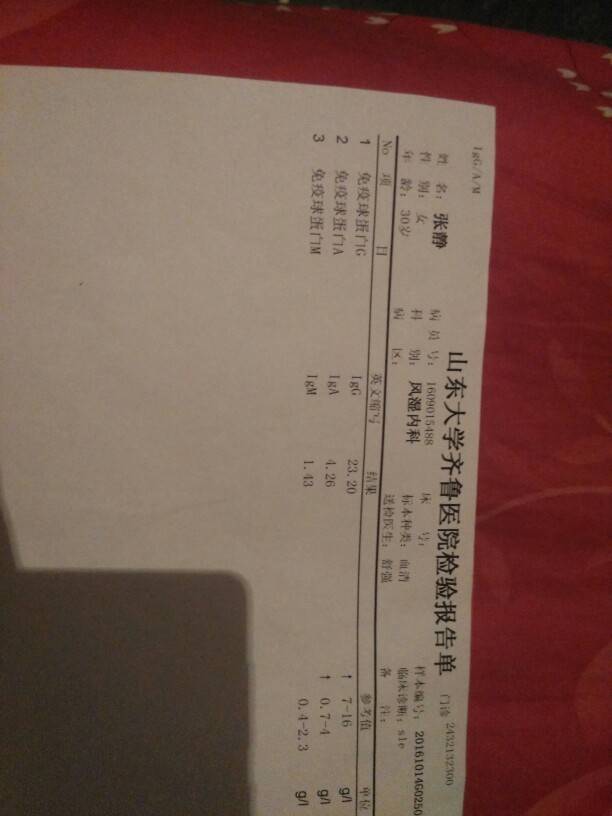 IgG/A/M
山东大学齐鲁医院检验报告单
门诊 2432132300
姓 名: 张静 病 员 号: 1609015488 床 号: 样本编号: 20161014G0250
性 别: 女 科 别: 风湿内科 标本种类: 血清 临床诊断: sle
年 龄: 30岁 病 区: 送检医生: 舒强 备 注:
No 项 目 英文缩写 结果 参考值 单位
1 免疫球蛋白G IgG 23.20 ↑ 7-16 g/l
2 免疫球蛋白A IgA 4.26 ↑ 0.7-4 g/l
3 免疫球蛋白M IgM 1.43 0.4-2.3 g/l